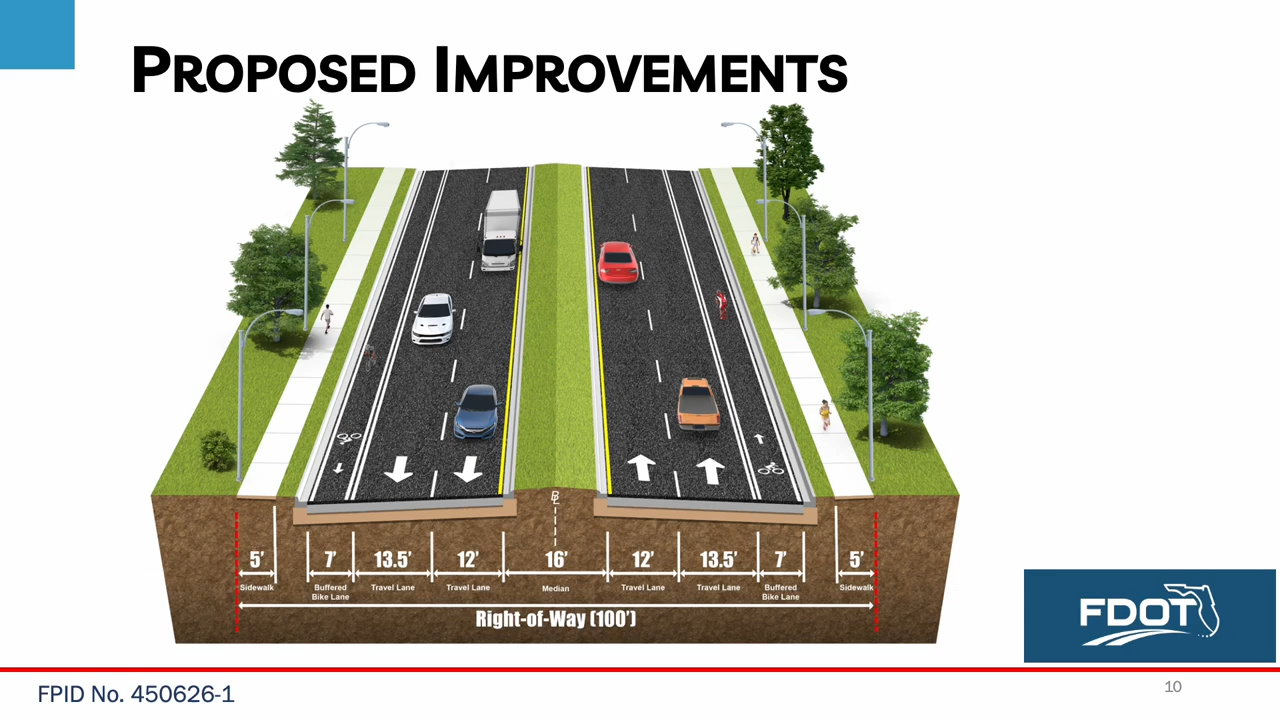 PROPOSED IMPROVEMENTS
BL
5' 7' 13.5' 12' 16' 12' 13.5' 7' 5'
Sidewalk Buffered Bike Lane Travel Lane Travel Lane Median Travel Lane Travel Lane Buffered Bike Lane Sidewalk
Right-of-Way (100')
FDOT
FPID No. 450626-1
10